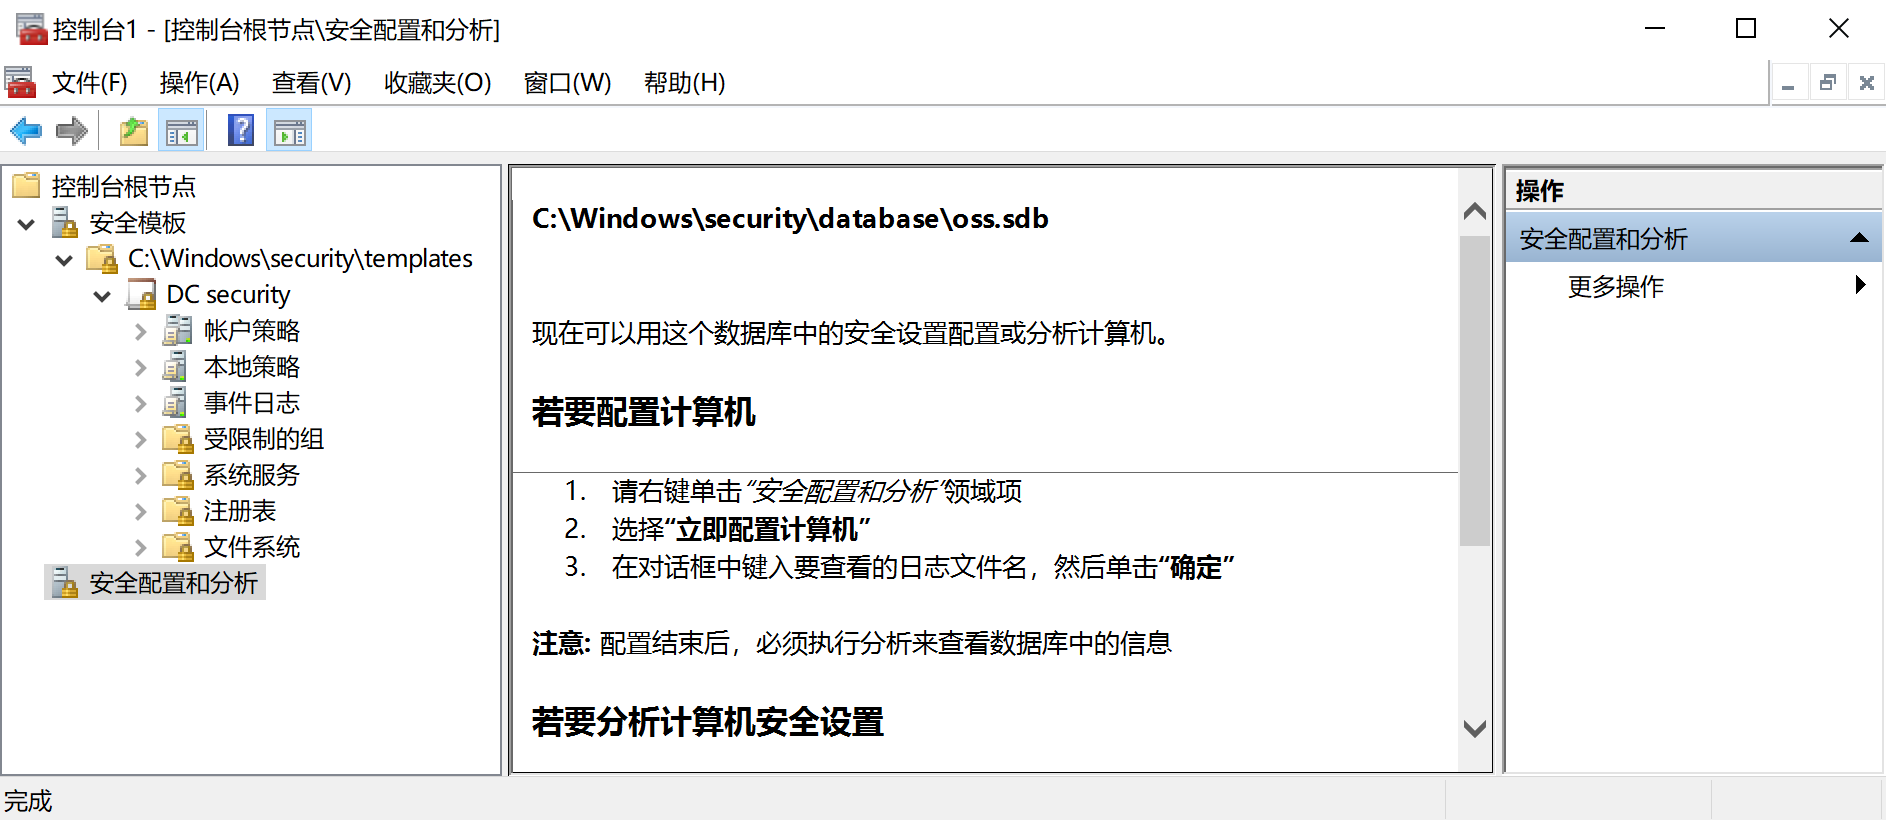 控制台1 - [控制台根节点\安全配置和分析]
文件(F) 操作(A) 查看(V) 收藏夹(O) 窗口(W) 帮助(H)
控制台根节点
安全模板
C:\Windows\security\templates
DC security
帐户策略
本地策略
事件日志
受限制的组
系统服务
注册表
文件系统
安全配置和分析
C:\Windows\security\database\oss.sdb
现在可以用这个数据库中的安全设置配置或分析计算机。
若要配置计算机
1. 请右键单击“安全配置和分析”领域项
2. 选择“立即配置计算机”
3. 在对话框中键入要查看的日志文件名，然后单击“确定”
注意: 配置结束后，必须执行分析来查看数据库中的信息
若要分析计算机安全设置
操作
安全配置和分析
更多操作
完成